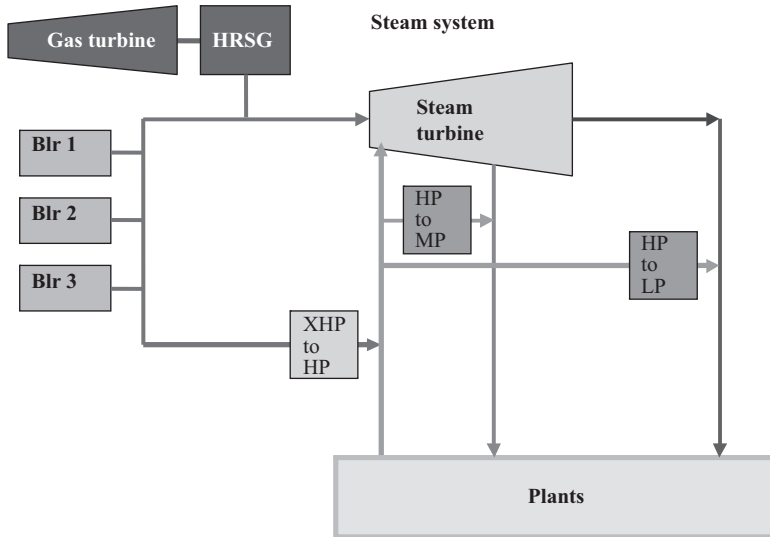 Steam system
Gas turbine
HRSG
Steam
turbine
Blr 1
Blr 2
Blr 3
HP
to
MP
HP
to
LP
XHP
to
HP
Plants